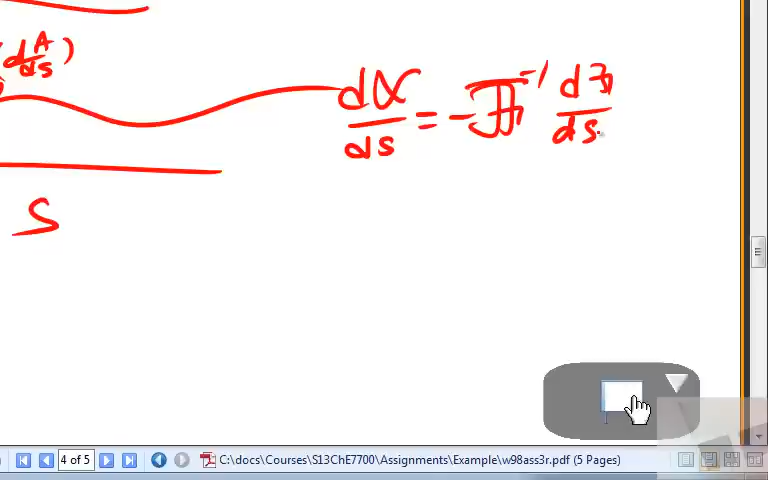 (dA/ds)
dα/ds = - J⁻¹ d𝔉/ds
S
4 of 5
C:\docs\Courses\S13ChE7700\Assignments\Example\w98ass3r.pdf (5 Pages)